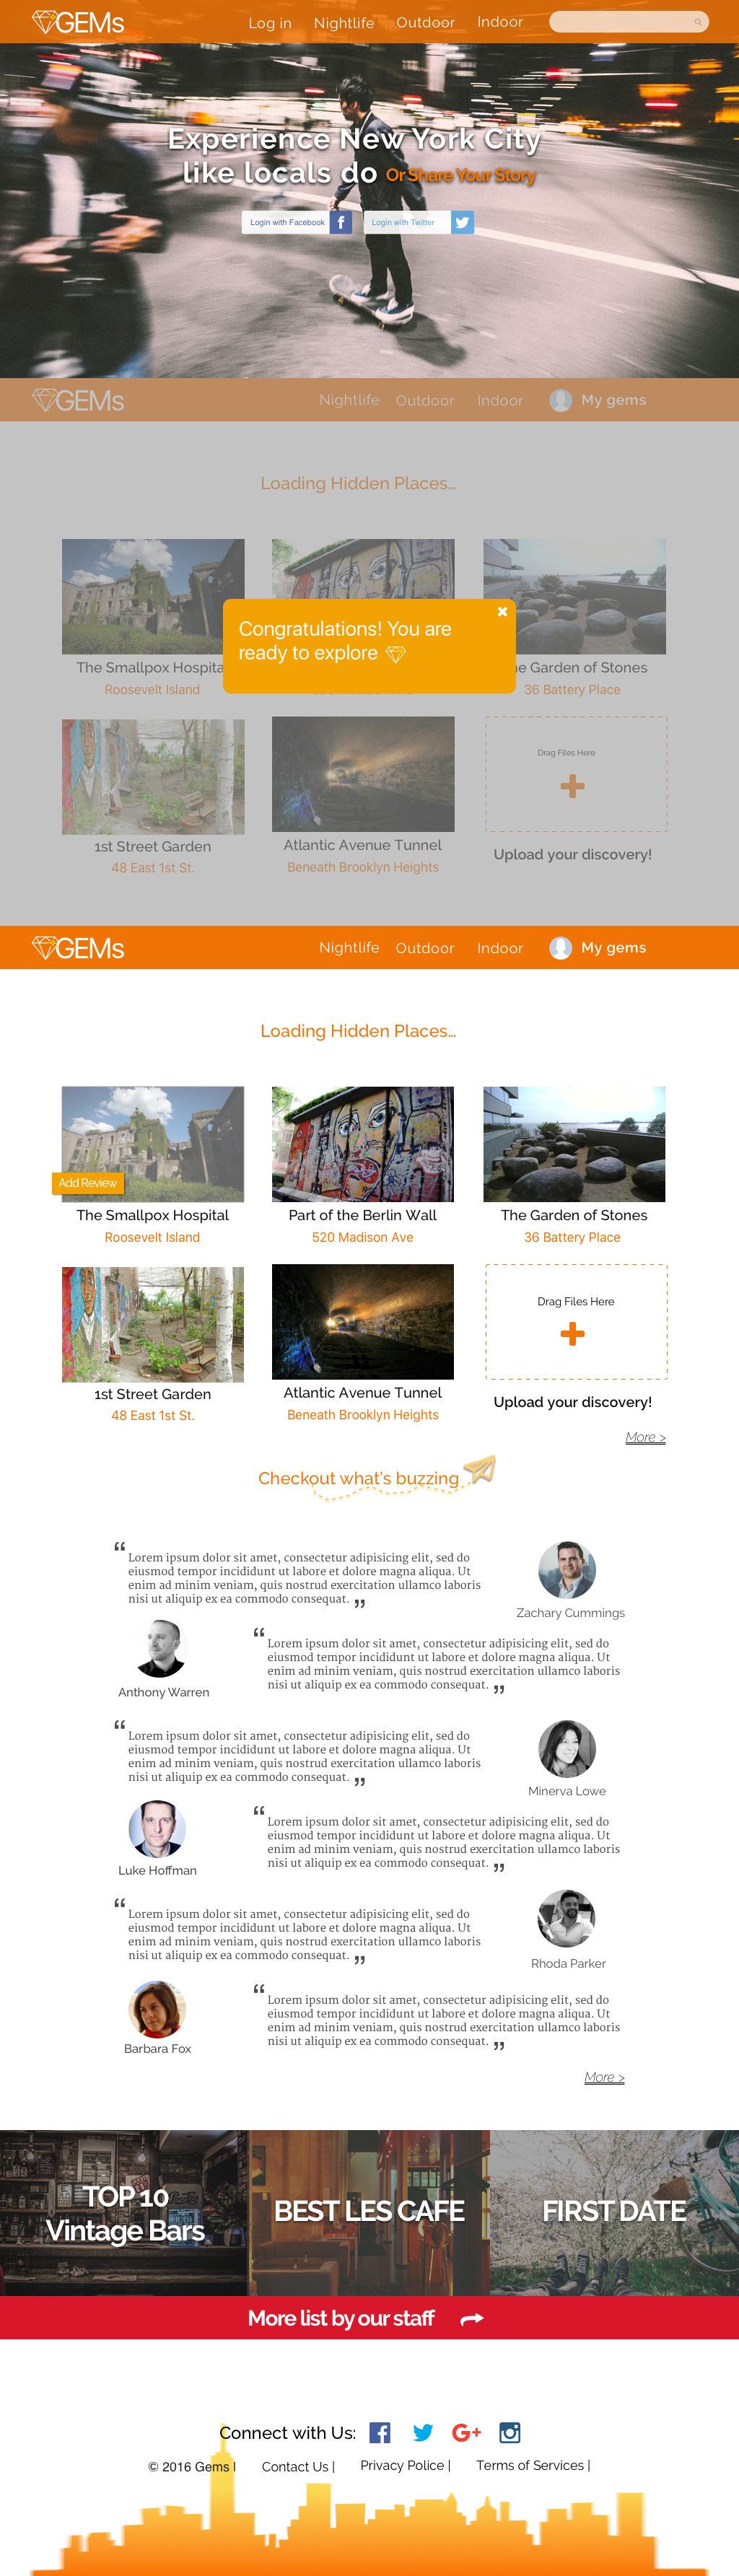 GEMs
Log in Nightlife Outdoor Indoor
Experience New York City
like locals do Or Share Your Story
Login with Facebook f Login with Twitter
GEMs Nightlife Outdoor Indoor My gems
Loading Hidden Places...
Congratulations! You are
ready to explore
The Smallpox Hospita
e Garden of Stones
Roosevelt Island
36 Battery Place
Drag Files Here
1st Street Garden
Atlantic Avenue Tunnel
Upload your discovery!
48 East 1st St.
Beneath Brooklyn Heights
GEMs Nightlife Outdoor Indoor My gems
Loading Hidden Places...
Add Review
The Smallpox Hospital
Part of the Berlin Wall
The Garden of Stones
Roosevelt Island
520 Madison Ave
36 Battery Place
Drag Files Here
1st Street Garden
Atlantic Avenue Tunnel
Upload your discovery!
48 East 1st St.
Beneath Brooklyn Heights
More >
Checkout what's buzzing
“ Lorem ipsum dolor sit amet, consectetur adipisicing elit, sed do
eiusmod tempor incididunt ut labore et dolore magna aliqua. Ut
enim ad minim veniam, quis nostrud exercitation ullamco laboris
nisi ut aliquip ex ea commodo consequat. ”
Zachary Cummings
“ Lorem ipsum dolor sit amet, consectetur adipisicing elit, sed do
eiusmod tempor incididunt ut labore et dolore magna aliqua. Ut
enim ad minim veniam, quis nostrud exercitation ullamco laboris
nisi ut aliquip ex ea commodo consequat. ”
Anthony Warren
“ Lorem ipsum dolor sit amet, consectetur adipisicing elit, sed do
eiusmod tempor incididunt ut labore et dolore magna aliqua. Ut
enim ad minim veniam, quis nostrud exercitation ullamco laboris
nisi ut aliquip ex ea commodo consequat. ”
Minerva Lowe
“ Lorem ipsum dolor sit amet, consectetur adipisicing elit, sed do
eiusmod tempor incididunt ut labore et dolore magna aliqua. Ut
enim ad minim veniam, quis nostrud exercitation ullamco laboris
nisi ut aliquip ex ea commodo consequat. ”
Luke Hoffman
“ Lorem ipsum dolor sit amet, consectetur adipisicing elit, sed do
eiusmod tempor incididunt ut labore et dolore magna aliqua. Ut
enim ad minim veniam, quis nostrud exercitation ullamco laboris
nisi ut aliquip ex ea commodo consequat. ”
Rhoda Parker
“ Lorem ipsum dolor sit amet, consectetur adipisicing elit, sed do
eiusmod tempor incididunt ut labore et dolore magna aliqua. Ut
enim ad minim veniam, quis nostrud exercitation ullamco laboris
nisi ut aliquip ex ea commodo consequat. ”
Barbara Fox
More >
TOP 10
Vintage Bars
BEST LES CAFE
FIRST DATE
More list by our staff
Connect with Us: G+
© 2016 Gems | Contact Us | Privacy Police | Terms of Services |